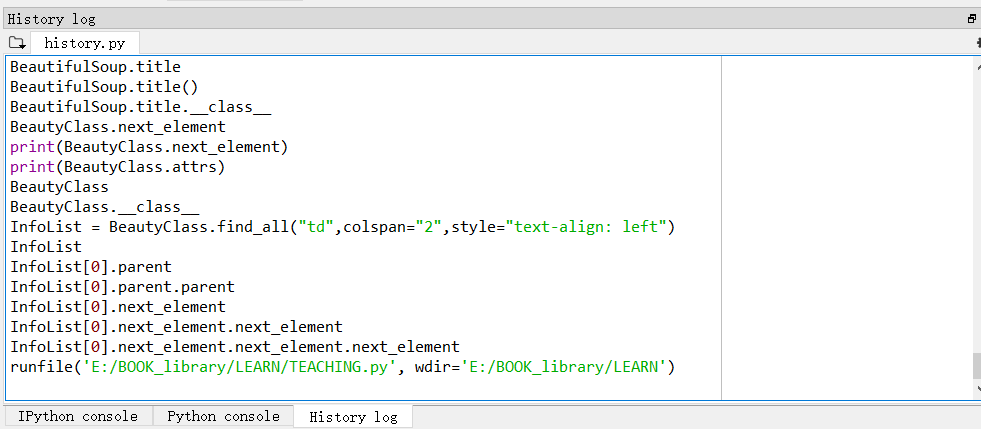 History log
history.py
BeautifulSoup.title
BeautifulSoup.title()
BeautifulSoup.title.__class__
BeautyClass.next_element
print(BeautyClass.next_element)
print(BeautyClass.attrs)
BeautyClass
BeautyClass.__class__
InfoList = BeautyClass.find_all("td",colspan="2",style="text-align: left")
InfoList
InfoList[0].parent
InfoList[0].parent.parent
InfoList[0].next_element
InfoList[0].next_element.next_element
InfoList[0].next_element.next_element.next_element
runfile('E:/BOOK_library/LEARN/TEACHING.py', wdir='E:/BOOK_library/LEARN')
IPython console Python console History log